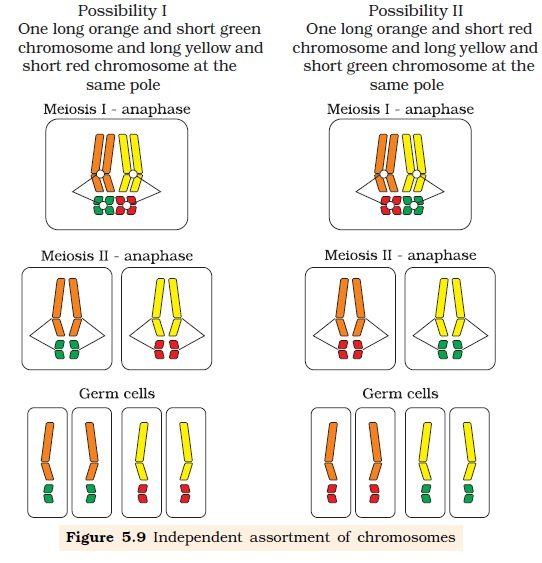 Possibility I
One long orange and short green
chromosome and long yellow and
short red chromosome at the
same pole
Meiosis I - anaphase
Meiosis II - anaphase
Germ cells
Possibility II
One long orange and short red
chromosome and long yellow and
short green chromosome at the
same pole
Meiosis I - anaphase
Meiosis II - anaphase
Germ cells
Figure 5.9 Independent assortment of chromosomes